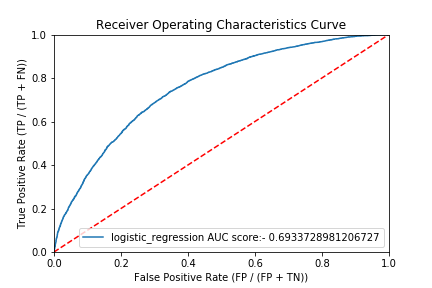 Receiver Operating Characteristics Curve
True Positive Rate (TP / (TP + FN))
1.0
0.8
0.6
0.4
0.2
0.0
logistic_regression AUC score:- 0.6933728981206727
0.0 0.2 0.4 0.6 0.8 1.0
False Positive Rate (FP / (FP + TN))